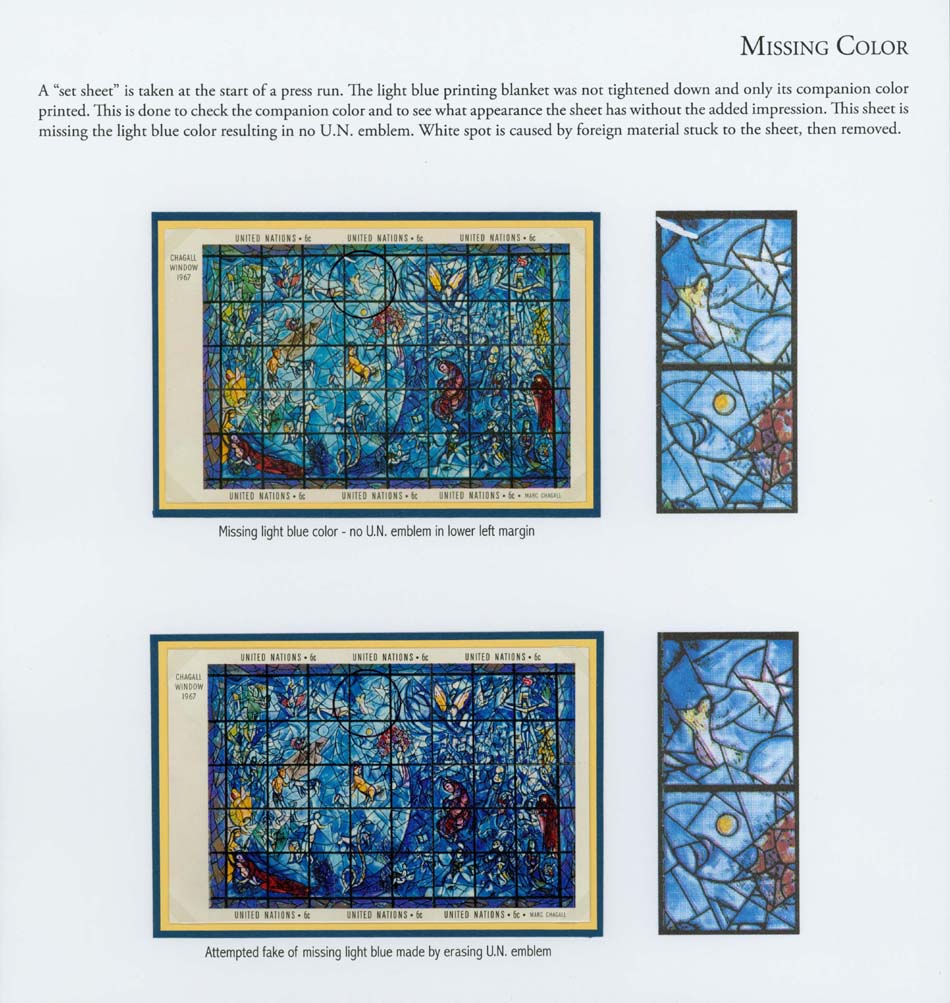 Missing Color
A “set sheet” is taken at the start of a press run. The light blue printing blanket was not tightened down and only its companion color
printed. This is done to check the companion color and to see what appearance the sheet has without the added impression. This sheet is
missing the light blue color resulting in no U.N. emblem. White spot is caused by foreign material stuck to the sheet, then removed.
UNITED NATIONS • 6c UNITED NATIONS • 6c UNITED NATIONS • 6c
CHAGALL
WINDOW
1967
UNITED NATIONS • 6c UNITED NATIONS • 6c UNITED NATIONS • 6c • MARC CHAGALL
Missing light blue color - no U.N. emblem in lower left margin
UNITED NATIONS • 6c UNITED NATIONS • 6c UNITED NATIONS • 6c
CHAGALL
WINDOW
1967
UNITED NATIONS • 6c UNITED NATIONS • 6c UNITED NATIONS • 6c • MARC CHAGALL
Attempted fake of missing light blue made by erasing U.N. emblem